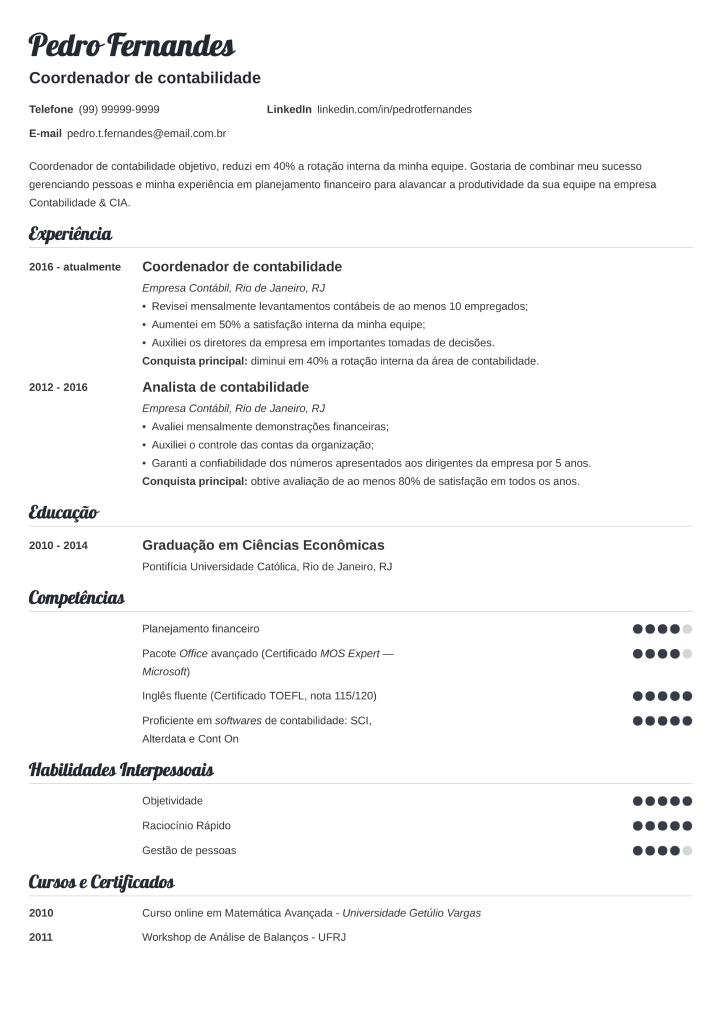 Pedro Fernandes
Coordenador de contabilidade
Telefone (99) 99999-9999 LinkedIn linkedin.com/in/pedrotfernandes
E-mail pedro.t.fernandes@email.com.br
Coordenador de contabilidade objetivo, reduzi em 40% a rotação interna da minha equipe. Gostaria de combinar meu sucesso
gerenciando pessoas e minha experiência em planejamento financeiro para alavancar a produtividade da sua equipe na empresa
Contabilidade & CIA.
Experiência
2016 - atualmente Coordenador de contabilidade
Empresa Contábil, Rio de Janeiro, RJ
• Revisei mensalmente levantamentos contábeis de ao menos 10 empregados;
• Aumentei em 50% a satisfação interna da minha equipe;
• Auxiliei os diretores da empresa em importantes tomadas de decisões.
Conquista principal: diminui em 40% a rotação interna da área de contabilidade.
2012 - 2016 Analista de contabilidade
Empresa Contábil, Rio de Janeiro, RJ
• Avaliei mensalmente demonstrações financeiras;
• Auxiliei o controle das contas da organização;
• Garanti a confiabilidade dos números apresentados aos dirigentes da empresa por 5 anos.
Conquista principal: obtive avaliação de ao menos 80% de satisfação em todos os anos.
Educação
2010 - 2014 Graduação em Ciências Econômicas
Pontifícia Universidade Católica, Rio de Janeiro, RJ
Competências
Planejamento financeiro
Pacote Office avançado (Certificado MOS Expert —
Microsoft)
Inglês fluente (Certificado TOEFL, nota 115/120)
Proficiente em softwares de contabilidade: SCI,
Alterdata e Cont On
Habilidades Interpessoais
Objetividade
Raciocínio Rápido
Gestão de pessoas
Cursos e Certificados
2010 Curso online em Matemática Avançada - Universidade Getúlio Vargas
2011 Workshop de Análise de Balanços - UFRJ